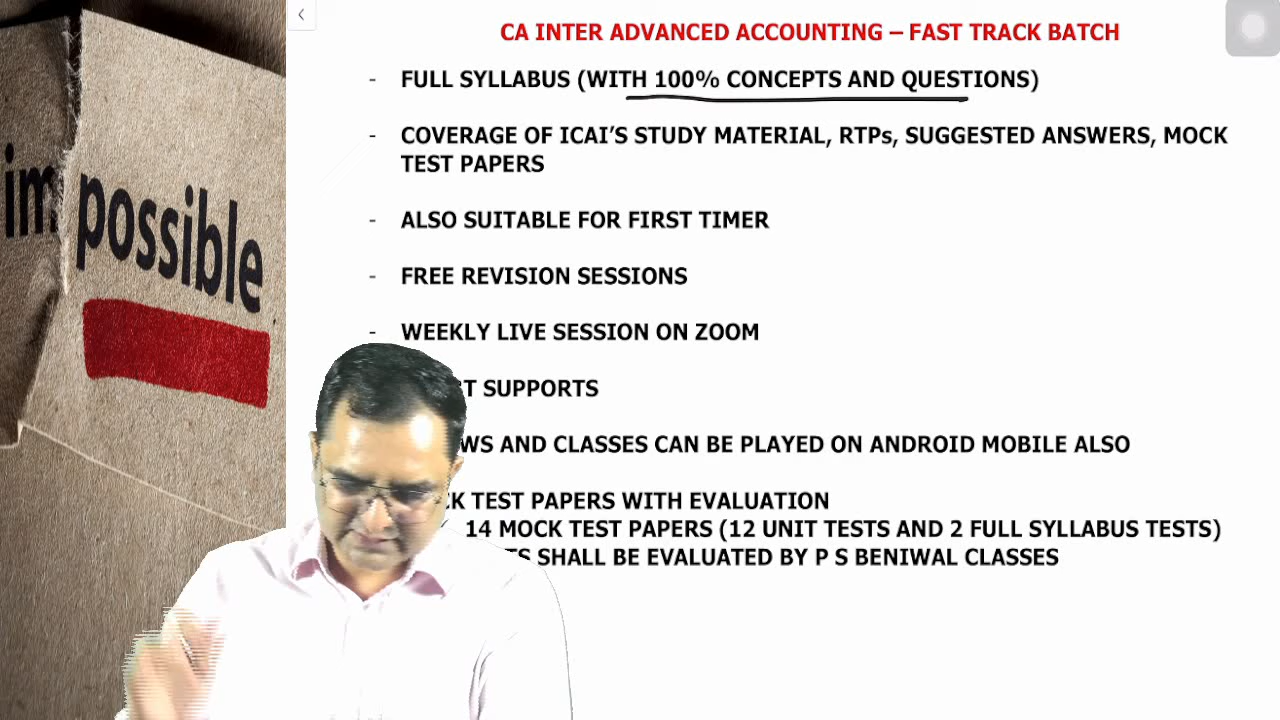 impossible
CA INTER ADVANCED ACCOUNTING – FAST TRACK BATCH
- FULL SYLLABUS (WITH 100% CONCEPTS AND QUESTIONS)
- COVERAGE OF ICAI’S STUDY MATERIAL, RTPs, SUGGESTED ANSWERS, MOCK
TEST PAPERS
- ALSO SUITABLE FOR FIRST TIMER
- FREE REVISION SESSIONS
- WEEKLY LIVE SESSION ON ZOOM
SUPPORTS
AND CLASSES CAN BE PLAYED ON ANDROID MOBILE ALSO
TEST PAPERS WITH EVALUATION
14 MOCK TEST PAPERS (12 UNIT TESTS AND 2 FULL SYLLABUS TESTS)
SHALL BE EVALUATED BY P S BENIWAL CLASSES